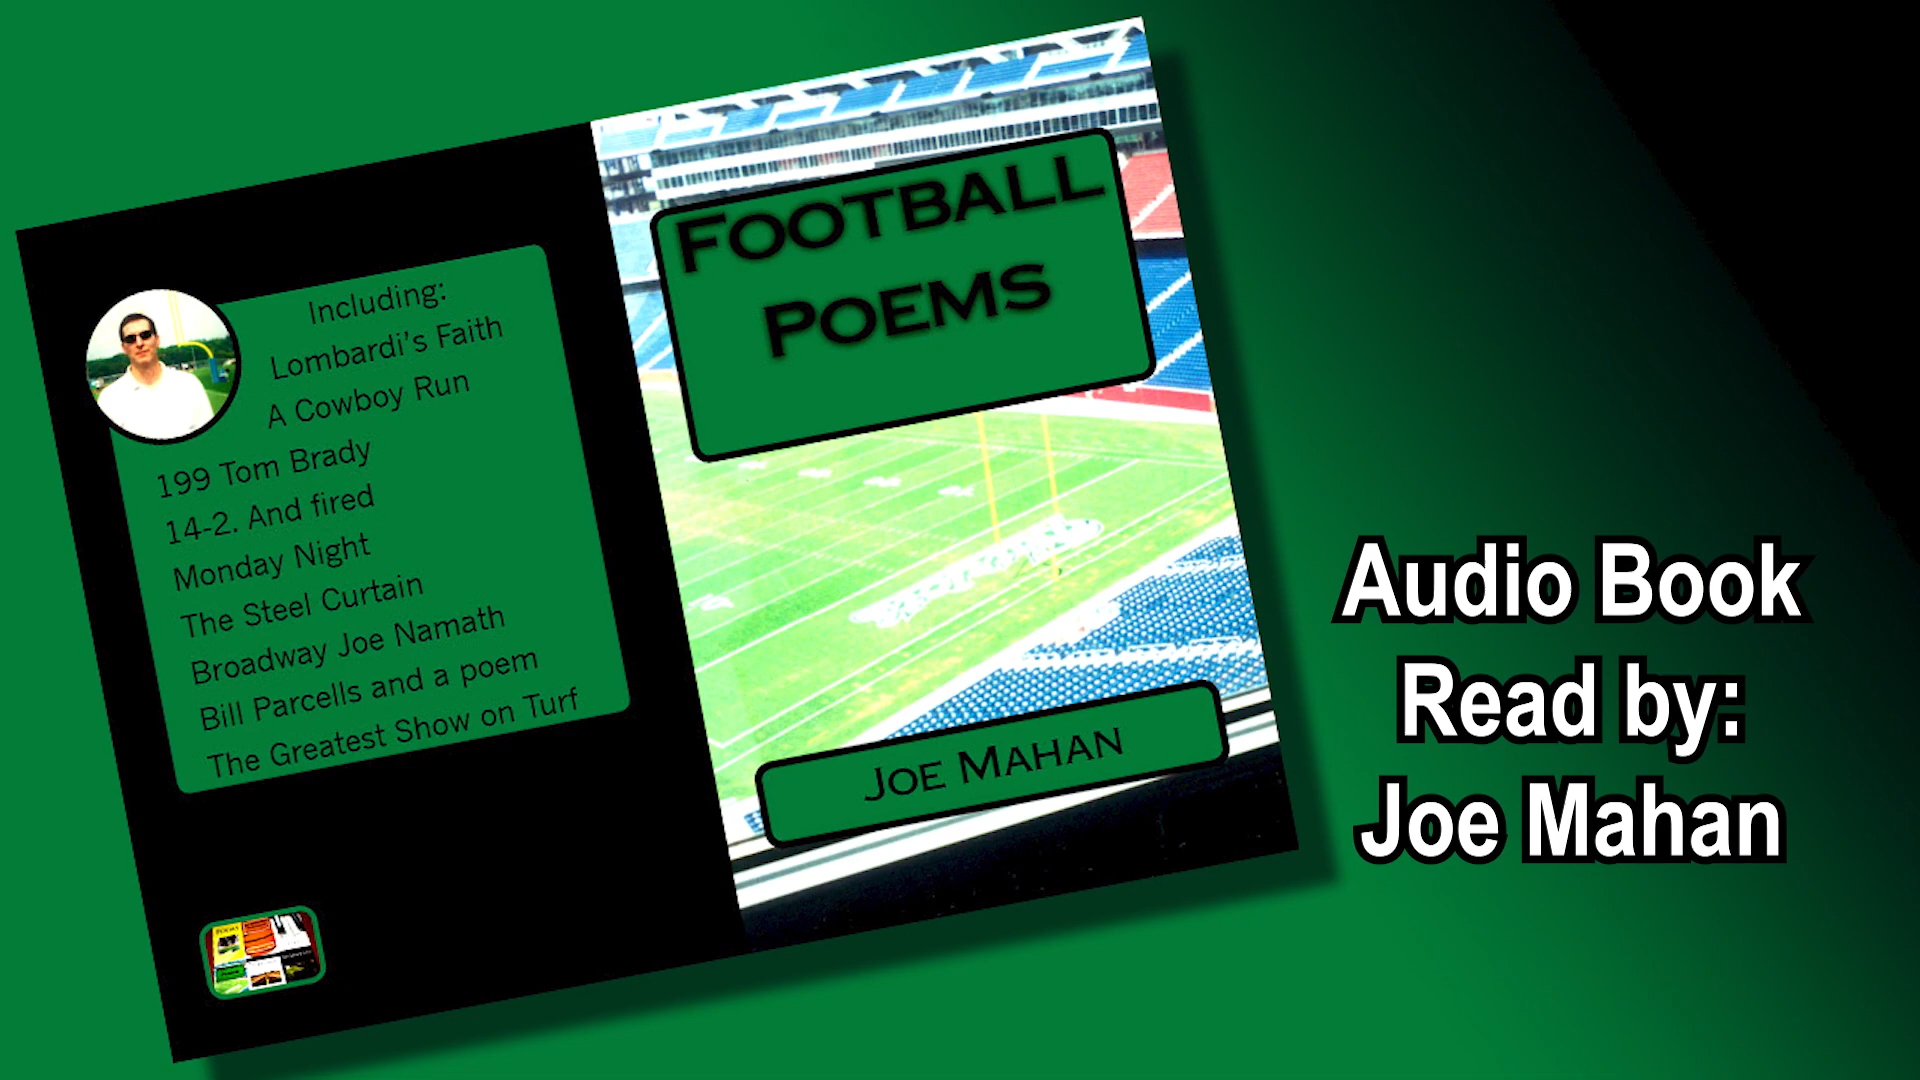 Including:
Lombardi's Faith
A Cowboy Run
199 Tom Brady
14-2. And fired
Monday Night
The Steel Curtain
Broadway Joe Namath
Bill Parcells and a poem
The Greatest Show on Turf
FOOTBALL
POEMS
JOE MAHAN
Audio Book
Read by:
Joe Mahan